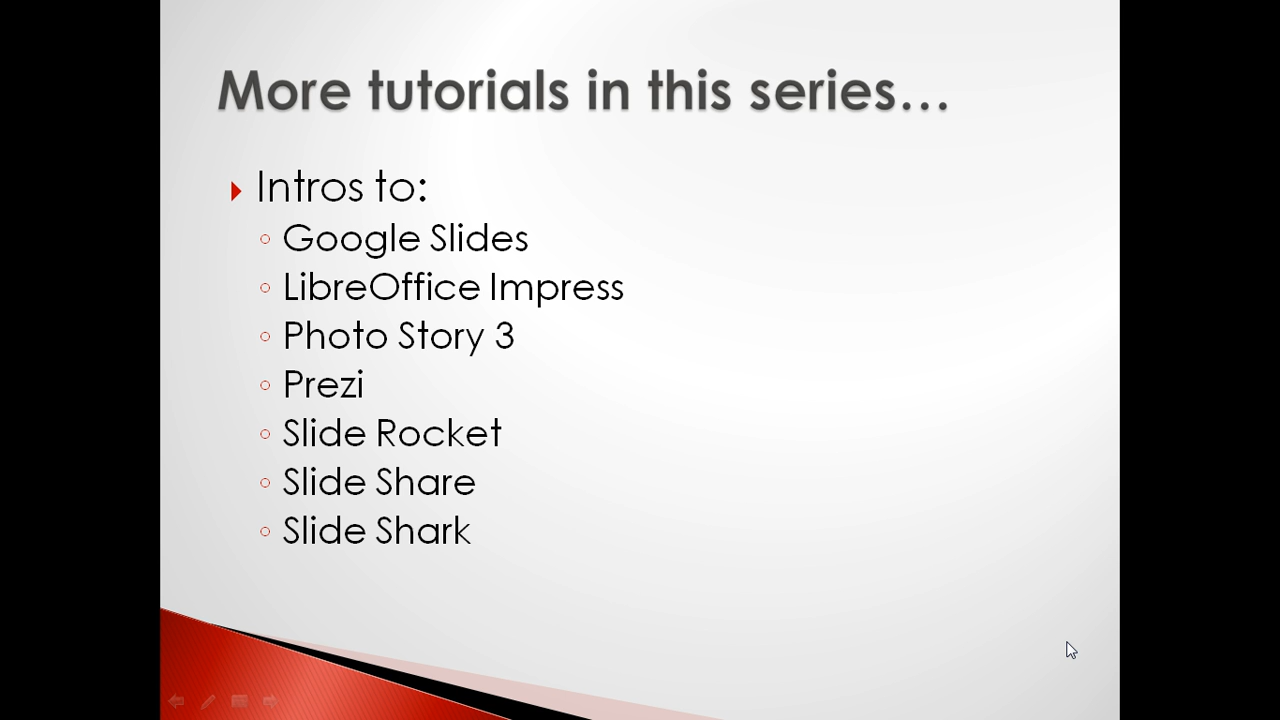 More tutorials in this series...
Intros to:
Google Slides
LibreOffice Impress
Photo Story 3
Prezi
Slide Rocket
Slide Share
Slide Shark